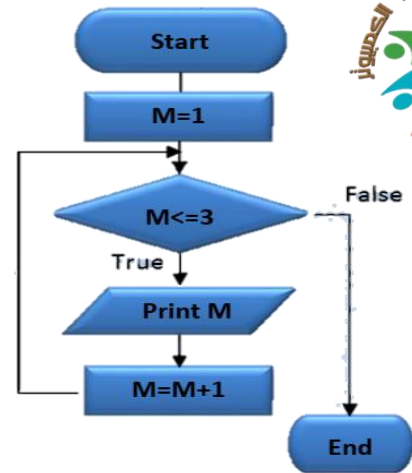 Start
M=1
M<=3
False
True
Print M
M=M+1
End
الكمبيوتر